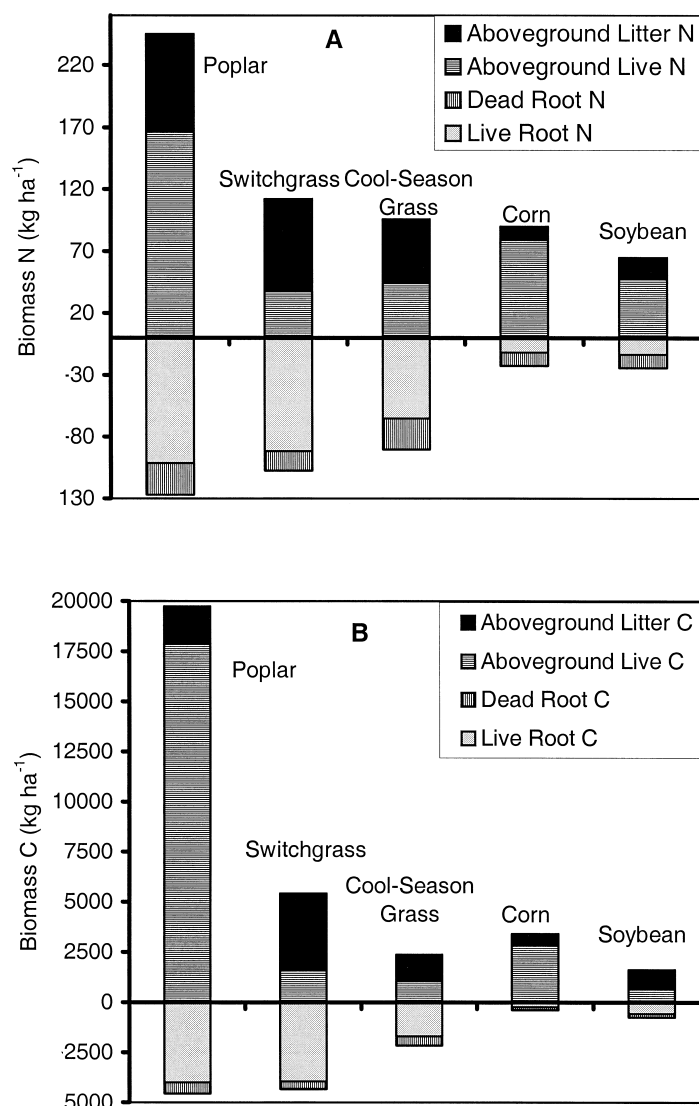 A
Aboveground Litter N
Aboveground Live N
Dead Root N
Live Root N
220
170
120
70
20
-30
-80
130
Biomass N (kg ha-1)
Poplar
Switchgrass
Cool-Season
Grass
Corn
Soybean
B
Aboveground Litter C
Aboveground Live C
Dead Root C
Live Root C
20000
17500
15000
12500
10000
7500
5000
2500
0
-2500
5000
Biomass C (kg ha-1)
Poplar
Switchgrass
Cool-Season
Grass
Corn
Soybean